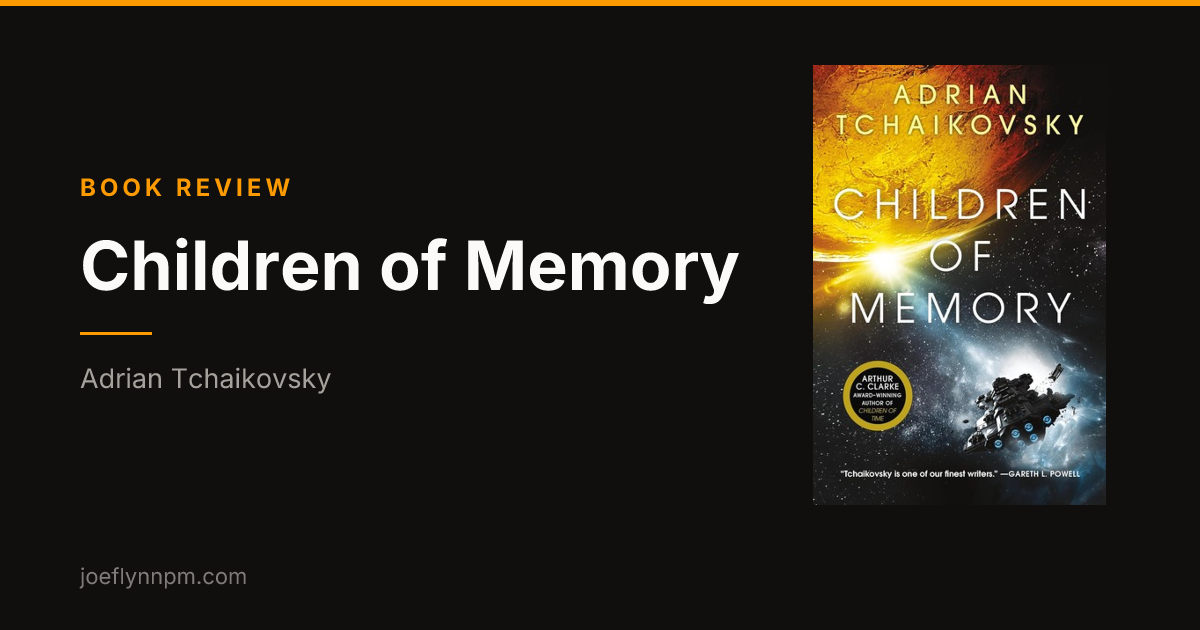 BOOK REVIEW
Children of Memory
Adrian Tchaikovsky
joeflynnpm.com
ADRIAN
TCHAIKOVSKY
CHILDREN
OF
MEMORY
ARTHUR
C. CLARKE
AWARD-WINNING
AUTHOR OF
CHILDREN OF
TIME
"Tchaikovsky is one of our finest writers." —GARETH L. POWELL